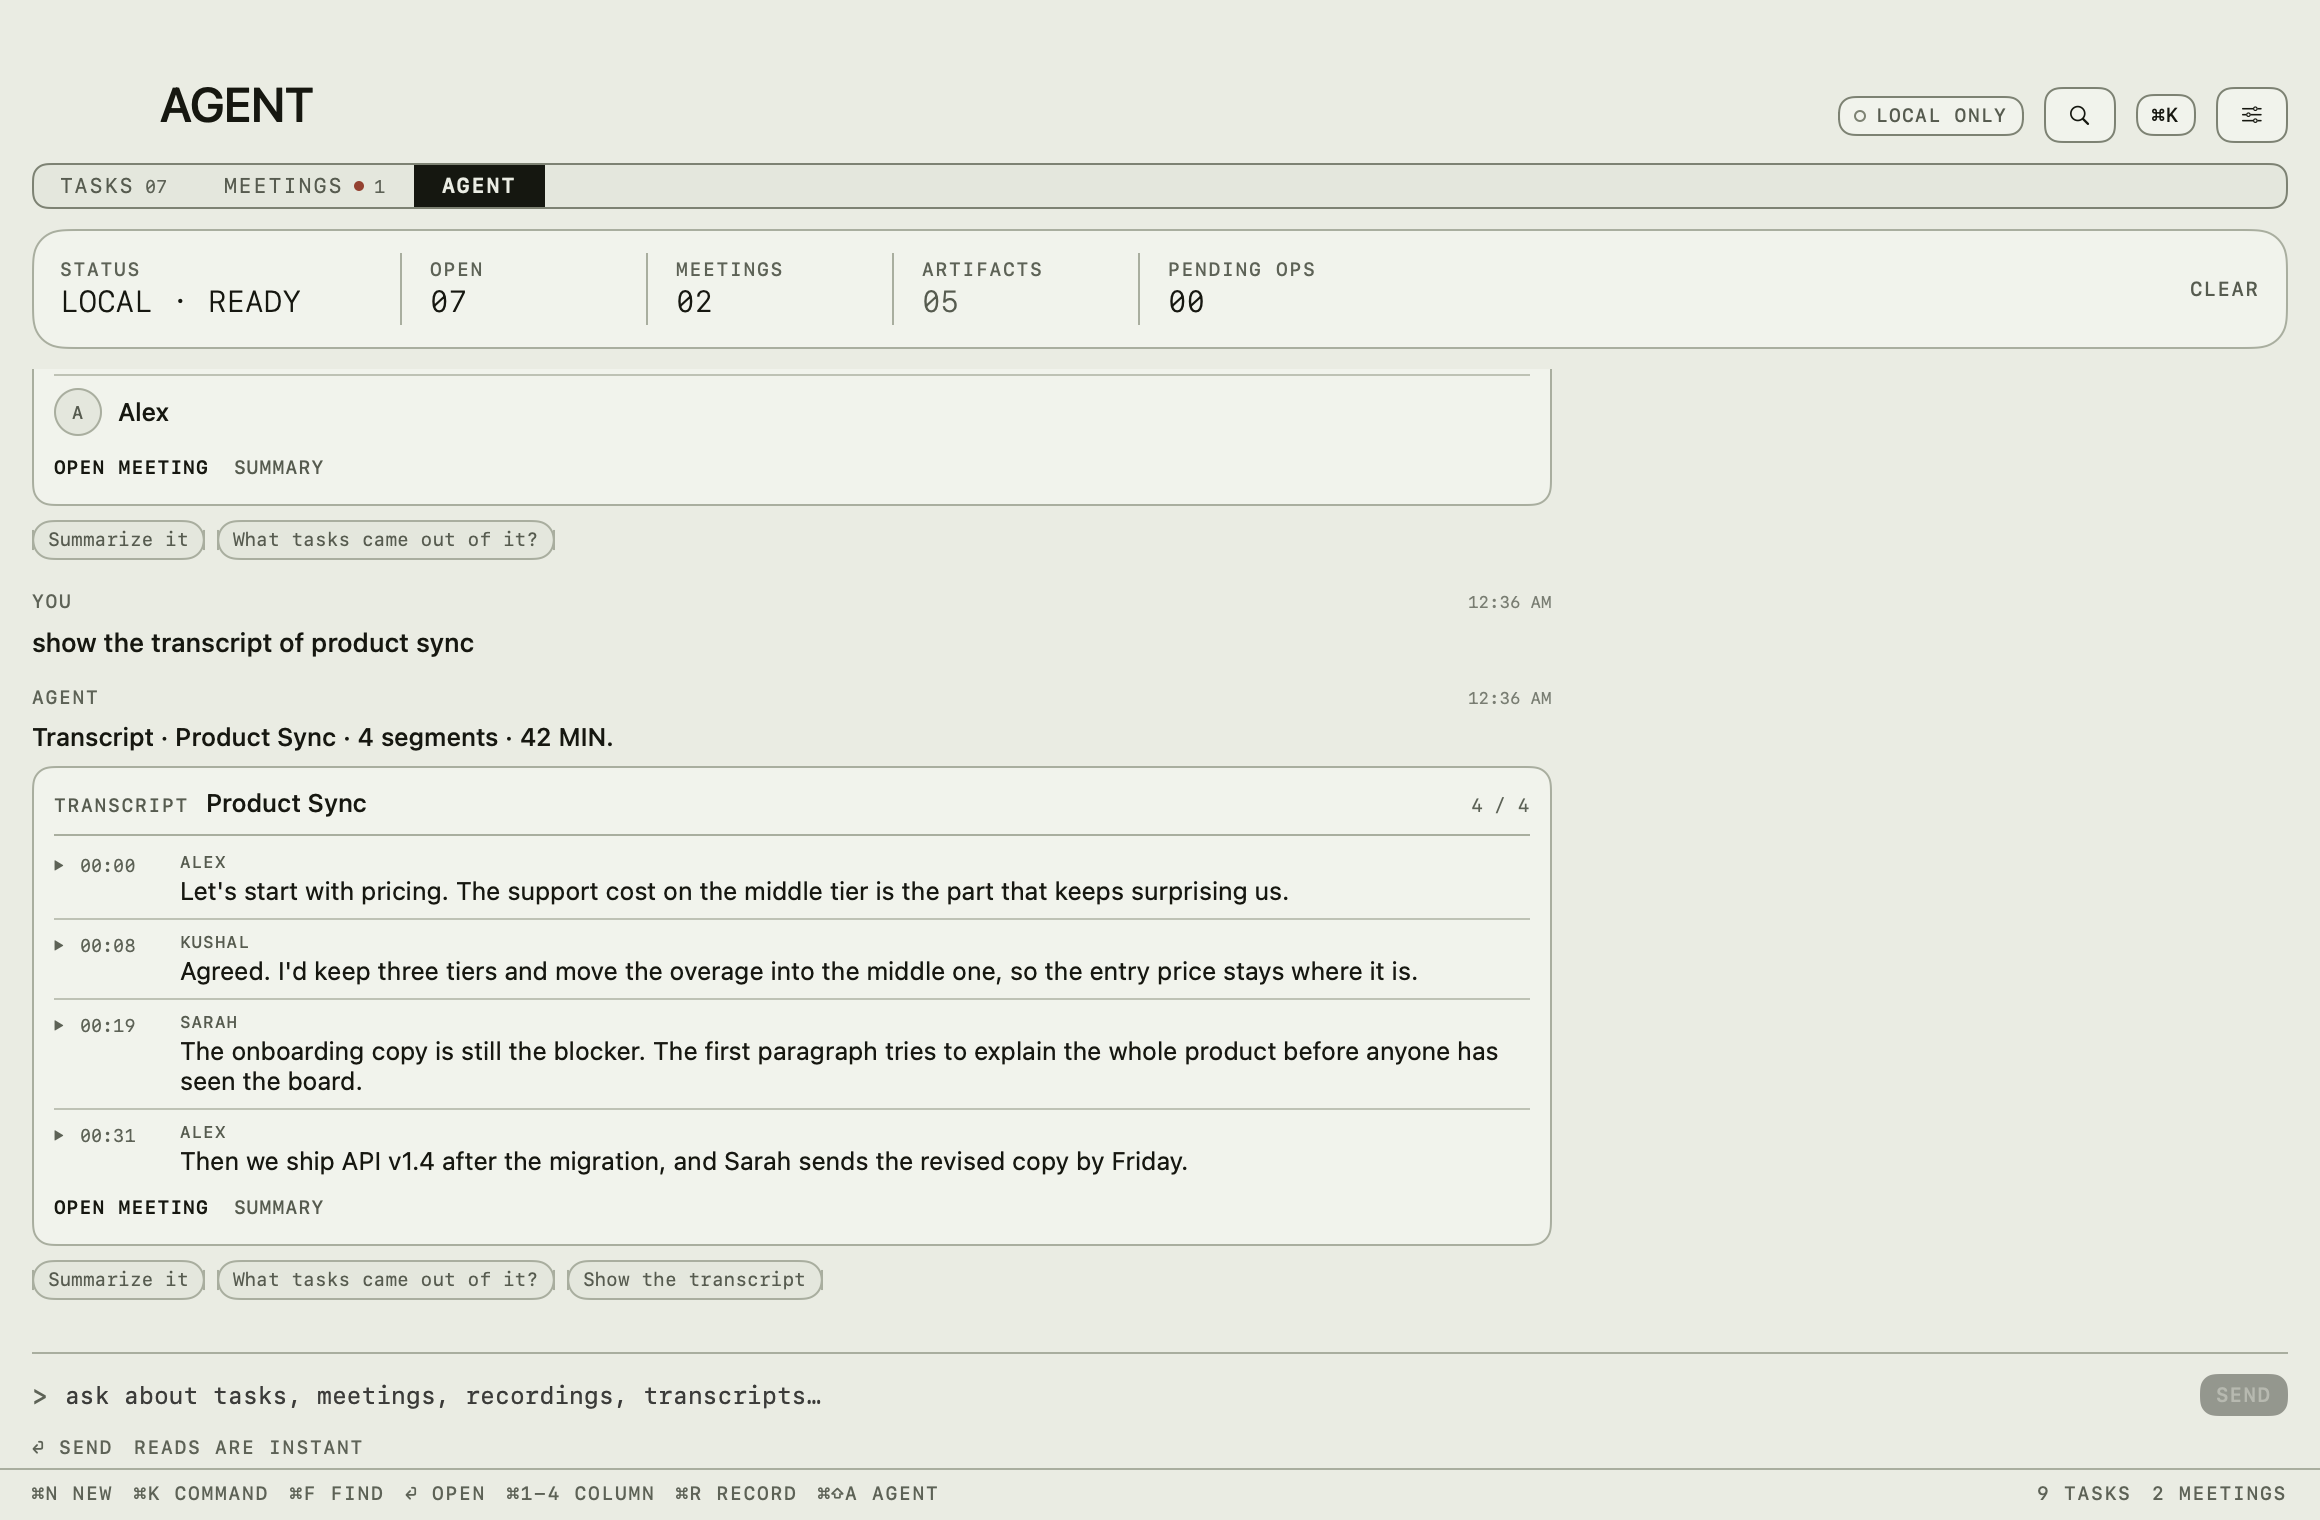 AGENT
LOCAL ONLY
⌘K
TASKS 07 MEETINGS 1 AGENT
STATUS OPEN MEETINGS ARTIFACTS PENDING OPS
LOCAL · READY 07 02 05 00
CLEAR
A Alex
OPEN MEETING SUMMARY
Summarize it What tasks came out of it?
YOU 12:36 AM
show the transcript of product sync
AGENT 12:36 AM
Transcript · Product Sync · 4 segments · 42 MIN.
TRANSCRIPT Product Sync 4 / 4
00:00 ALEX
Let's start with pricing. The support cost on the middle tier is the part that keeps surprising us.
00:08 KUSHAL
Agreed. I'd keep three tiers and move the overage into the middle one, so the entry price stays where it is.
00:19 SARAH
The onboarding copy is still the blocker. The first paragraph tries to explain the whole product before anyone has
seen the board.
00:31 ALEX
Then we ship API v1.4 after the migration, and Sarah sends the revised copy by Friday.
OPEN MEETING SUMMARY
Summarize it What tasks came out of it? Show the transcript
> ask about tasks, meetings, recordings, transcripts…
SEND
⏎ SEND READS ARE INSTANT
⌘N NEW ⌘K COMMAND ⌘F FIND ⏎ OPEN ⌘1–4 COLUMN ⌘R RECORD ⌘⇧A AGENT
9 TASKS 2 MEETINGS